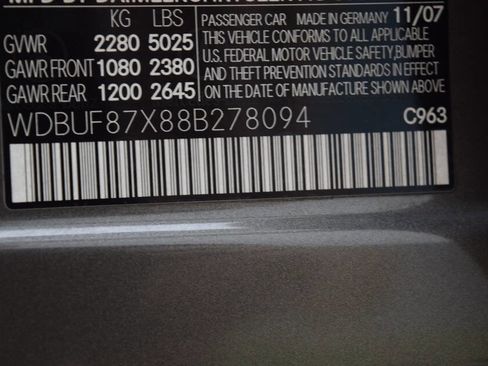 KG LBS
GVWR 2280 5025
GAWR FRONT 1080 2380
GAWR REAR 1200 2645
PASSENGER CAR MADE IN GERMANY 11/07
THIS VEHICLE CONFORMS TO ALL APPLICABLE
U.S. FEDERAL MOTOR VEHICLE SAFETY,BUMPER
AND THEFT PREVENTION STANDARDS IN EFFECT
ON THE DATE OF MANUFACTURE SHOWN ABOVE.
WDBUF87X88B278094 C963